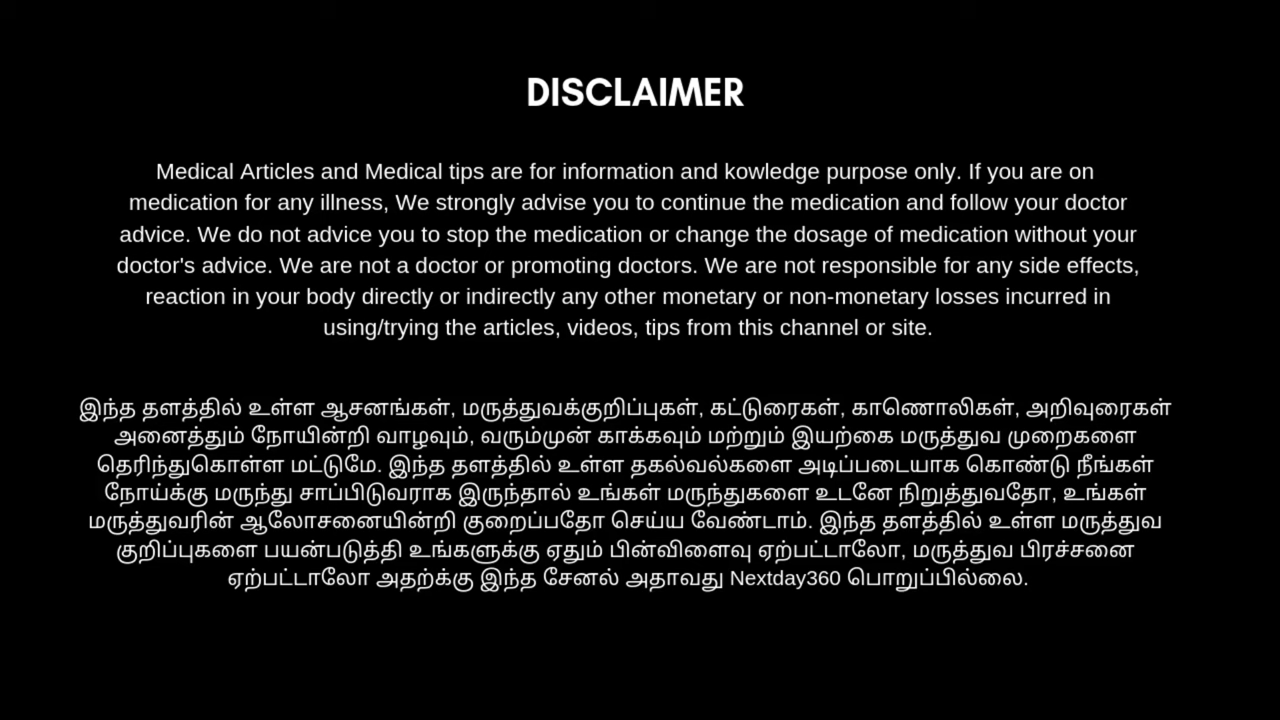 DISCLAIMER
Medical Articles and Medical tips are for information and kowledge purpose only. If you are on
medication for any illness, We strongly advise you to continue the medication and follow your doctor
advice. We do not advice you to stop the medication or change the dosage of medication without your
doctor's advice. We are not a doctor or promoting doctors. We are not responsible for any side effects,
reaction in your body directly or indirectly any other monetary or non-monetary losses incurred in
using/trying the articles, videos, tips from this channel or site.
இந்த தளத்தில் உள்ள ஆசனங்கள், மருத்துவக்குறிப்புகள், கட்டுரைகள், காணொலிகள், அறிவுரைகள்
அனைத்தும் நோயின்றி வாழவும், வரும்முன் காக்கவும் மற்றும் இயற்கை மருத்துவ முறைகளை
தெரிந்துகொள்ள மட்டுமே. இந்த தளத்தில் உள்ள தகல்வல்களை அடிப்படையாக கொண்டு நீங்கள்
நோய்க்கு மருந்து சாப்பிடுவராக இருந்தால் உங்கள் மருந்துகளை உடனே நிறுத்துவதோ, உங்கள்
மருத்துவரின் ஆலோசனையின்றி குறைப்பதோ செய்ய வேண்டாம். இந்த தளத்தில் உள்ள மருத்துவ
குறிப்புகளை பயன்படுத்தி உங்களுக்கு ஏதும் பின்விளைவு ஏற்பட்டாலோ, மருத்துவ பிரச்சனை
ஏற்பட்டாலோ அதற்க்கு இந்த சேனல் அதாவது Nextday360 பொறுப்பில்லை.